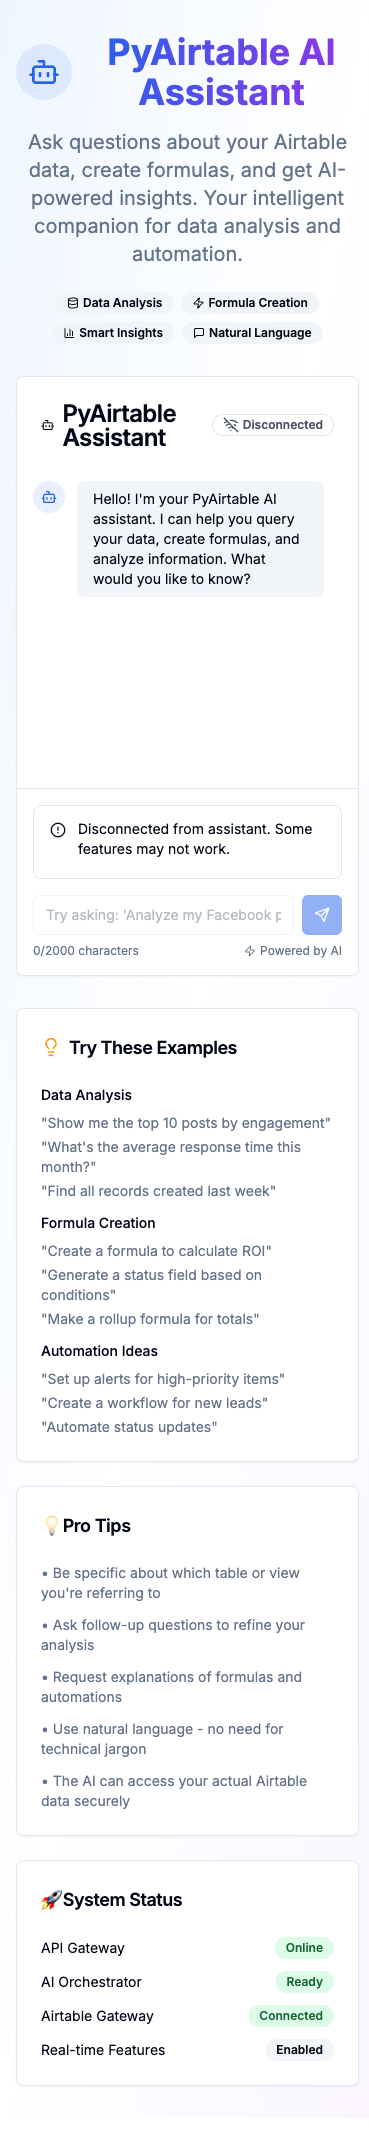 PyAirtable AI
Assistant
Ask questions about your Airtable
data, create formulas, and get AI-
powered insights. Your intelligent
companion for data analysis and
automation.
Data Analysis
Formula Creation
Smart Insights
Natural Language
PyAirtable
Assistant
Disconnected
Hello! I'm your PyAirtable AI
assistant. I can help you query
your data, create formulas, and
analyze information. What
would you like to know?
Disconnected from assistant. Some
features may not work.
Try asking: 'Analyze my Facebook p
0/2000 characters
Powered by AI
Try These Examples
Data Analysis
"Show me the top 10 posts by engagement"
"What's the average response time this
month?"
"Find all records created last week"
Formula Creation
"Create a formula to calculate ROI"
"Generate a status field based on
conditions"
"Make a rollup formula for totals"
Automation Ideas
"Set up alerts for high-priority items"
"Create a workflow for new leads"
"Automate status updates"
Pro Tips
• Be specific about which table or view
you're referring to
• Ask follow-up questions to refine your
analysis
• Request explanations of formulas and
automations
• Use natural language - no need for
technical jargon
• The AI can access your actual Airtable
data securely
System Status
API Gateway
Online
AI Orchestrator
Ready
Airtable Gateway
Connected
Real-time Features
Enabled